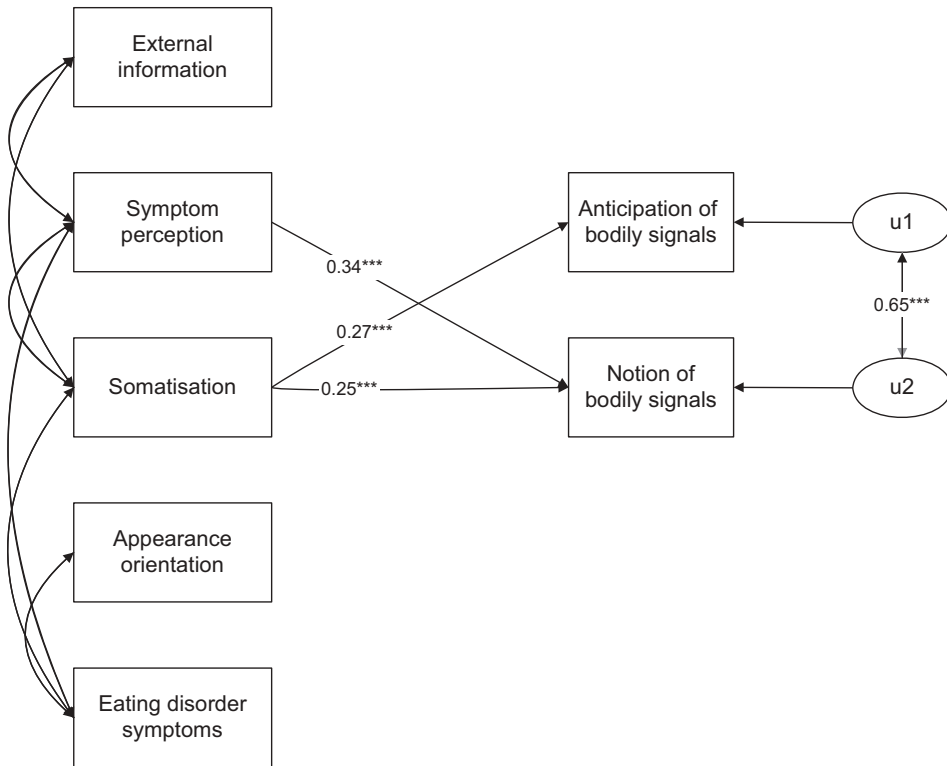 External
information
Symptom
perception
Anticipation of
bodily signals
u1
0.34***
0.65***
0.27***
Somatisation
0.25***
Notion of
bodily signals
u2
Appearance
orientation
Eating disorder
symptoms